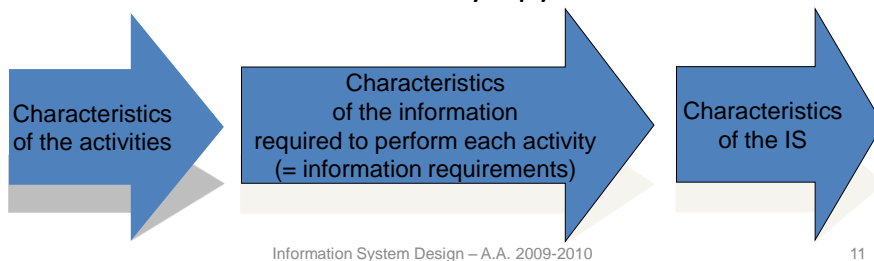 Characteristics
of the activities
Characteristics
of the information
required to perform each activity
(= information requirements)
Characteristics
of the IS
Information System Design – A.A. 2009-2010
11